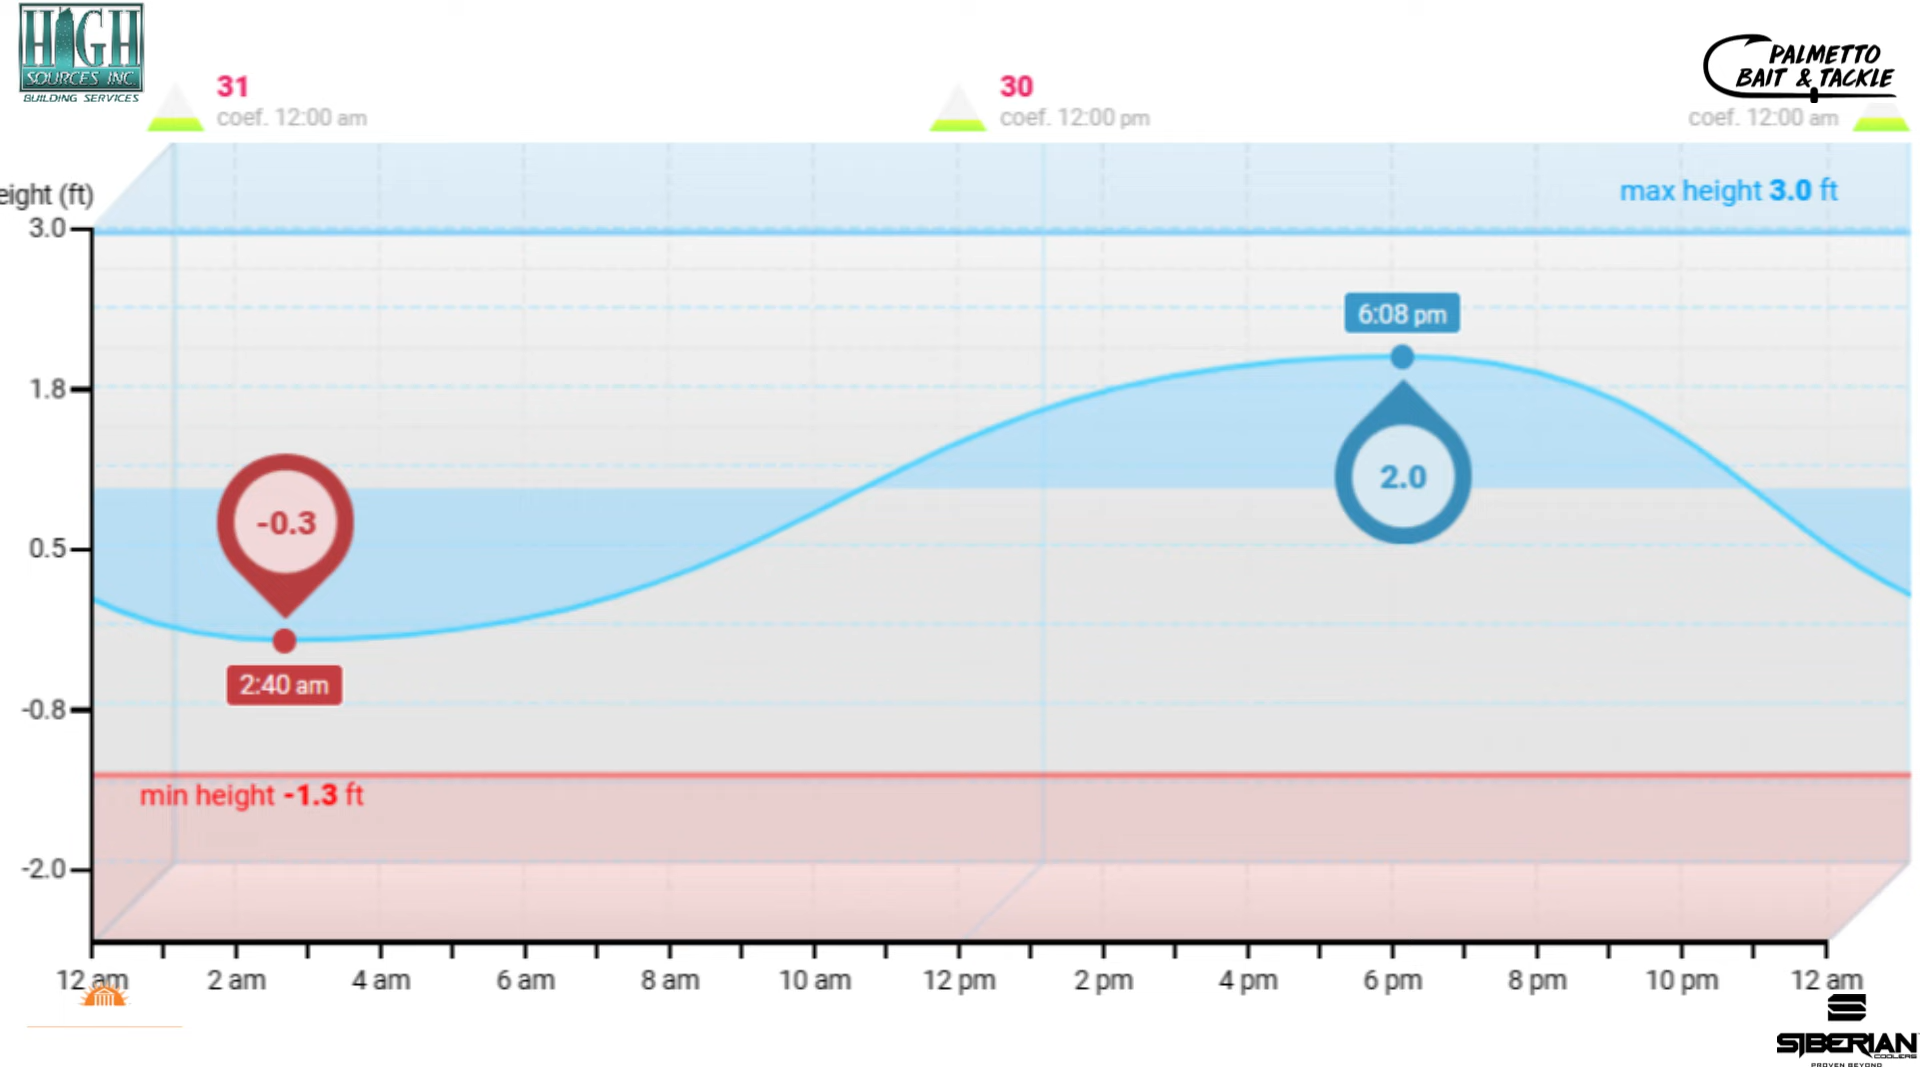 HIGH
SOURCES INC.
BUILDING SERVICES
31
coef. 12:00 am
30
coef. 12:00 pm
PALMETTO
BAIT & TACKLE
coef. 12:00 am
eight (ft)
max height 3.0 ft
3.0
6:08 pm
1.8
2.0
-0.3
0.5
2:40 am
-0.8
min height -1.3 ft
-2.0
12 am 2 am 4 am 6 am 8 am 10 am 12 pm 2 pm 4 pm 6 pm 8 pm 10 pm 12 am
SIBERIAN
COOLERS
PROVEN BEYOND